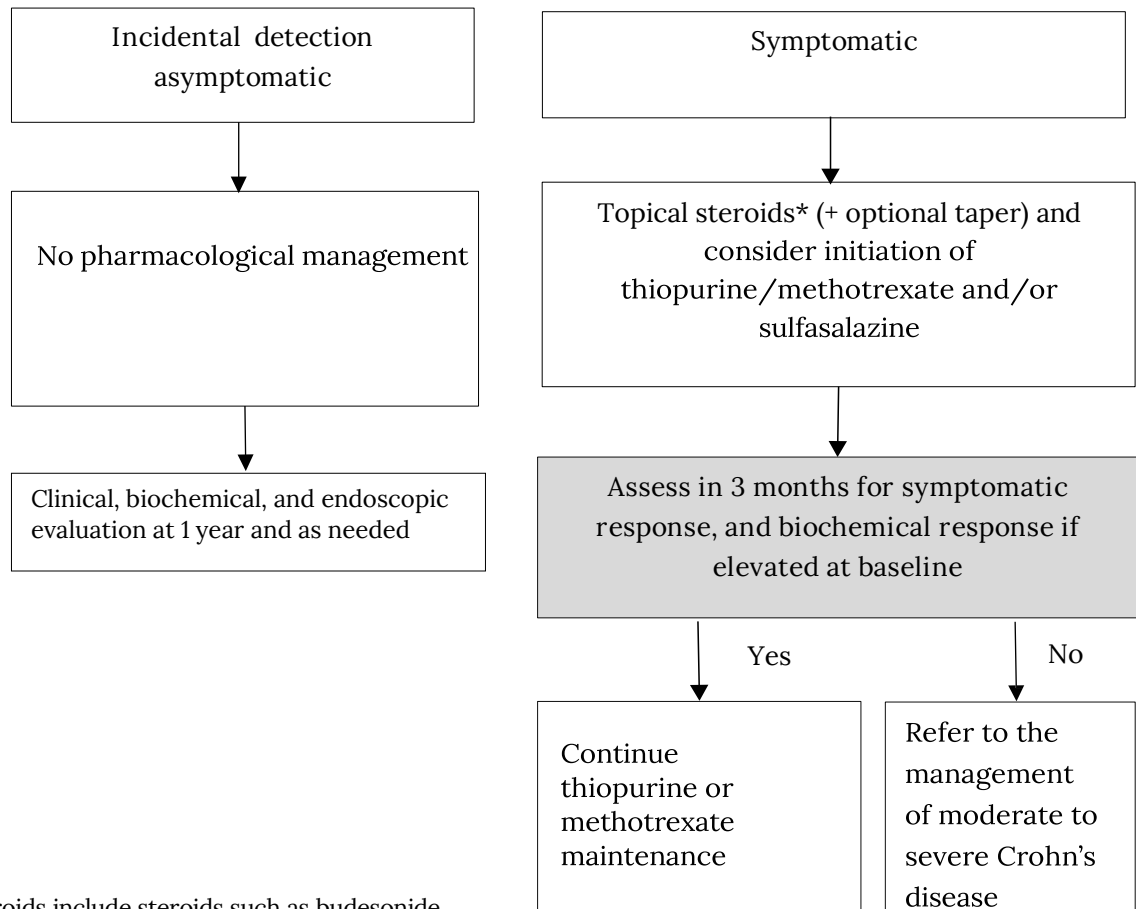 Incidental detection
asymptomatic
Symptomatic
No pharmacological management
Topical steroids* (+ optional taper) and
consider initiation of
thiopurine/methotrexate and/or
sulfasalazine
Clinical, biochemical, and endoscopic
evaluation at 1 year and as needed
Assess in 3 months for symptomatic
response, and biochemical response if
elevated at baseline
Yes
No
Continue
thiopurine or
methotrexate
maintenance
Refer to the
management
of moderate to
severe Crohn's
disease
include steroids such as budesonide